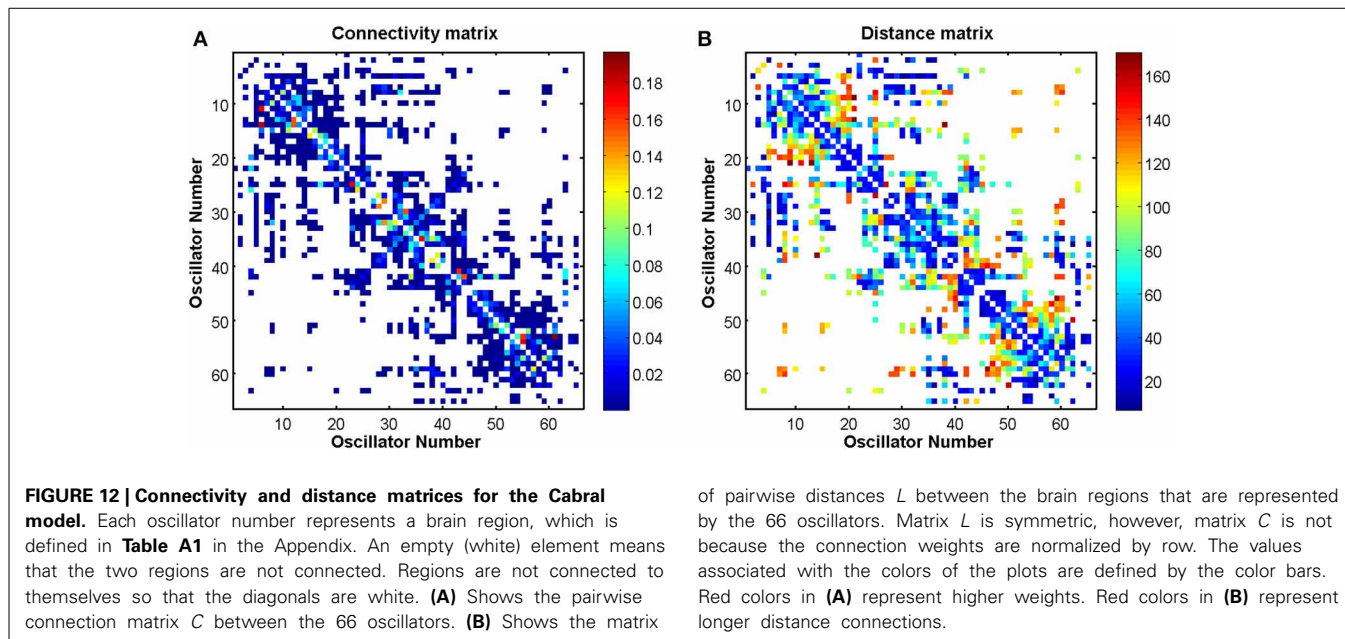 A
Connectivity matrix
10
20
30
40
50
60
Oscillator Number
10 20 30 40 50 60
Oscillator Number
0.18
0.16
0.14
0.12
0.1
0.08
0.06
0.04
0.02
B
Distance matrix
10
20
30
40
50
60
Oscillator Number
10 20 30 40 50 60
Oscillator Number
160
140
120
100
80
60
40
20
FIGURE 12 | Connectivity and distance matrices for the Cabral
model. Each oscillator number represents a brain region, which is
defined in Table A1 in the Appendix. An empty (white) element means
that the two regions are not connected. Regions are not connected to
themselves so that the diagonals are white. (A) Shows the pairwise
connection matrix C between the 66 oscillators. (B) Shows the matrix
of pairwise distances L between the brain regions that are represented
by the 66 oscillators. Matrix L is symmetric, however, matrix C is not
because the connection weights are normalized by row. The values
associated with the colors of the plots are defined by the color bars.
Red colors in (A) represent higher weights. Red colors in (B) represent
longer distance connections.